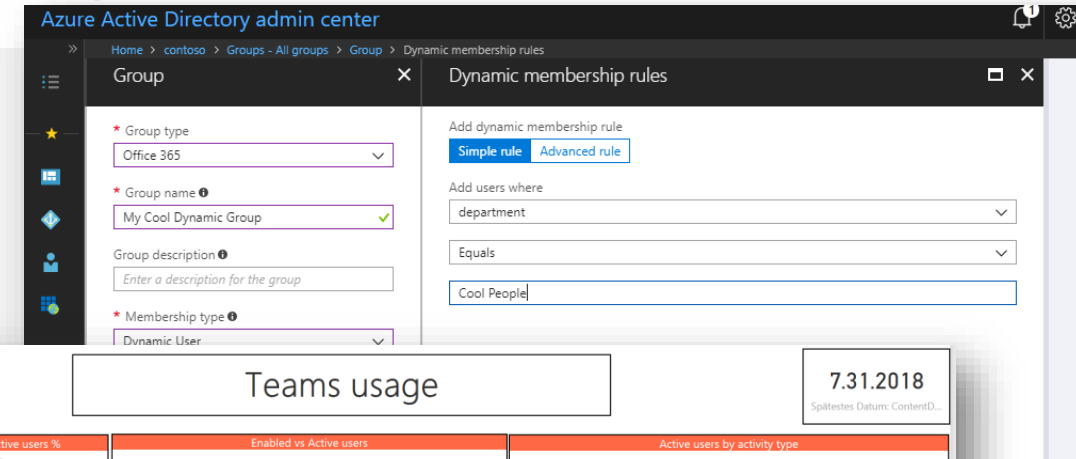 Azure Active Directory admin center
1
» Home > contoso > Groups - All groups > Group > Dynamic membership rules
Group
Dynamic membership rules
* Group type
Office 365
* Group name
My Cool Dynamic Group
Group description
Enter a description for the group
* Membership type
Dynamic User
Add dynamic membership rule
Simple rule Advanced rule
Add users where
department
Equals
Cool People
Teams usage
7.31.2018
Spätestes Datum: ContentD...
tive users %
Enabled vs Active users
Active users by activity type